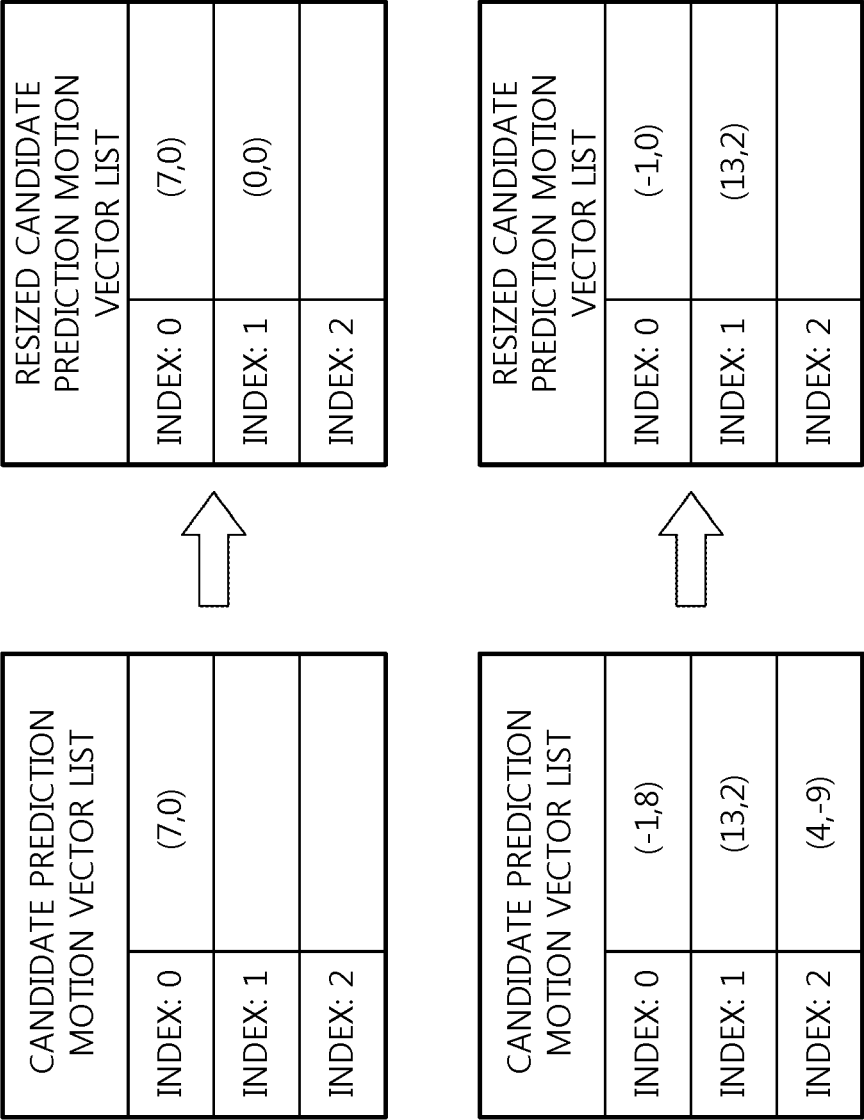 CANDIDATE PREDICTION
MOTION VECTOR LIST
INDEX: 0
(7,0)
INDEX: 1
INDEX: 2
RESIZED CANDIDATE
PREDICTION MOTION
VECTOR LIST
INDEX: 0
(7,0)
INDEX: 1
(0,0)
INDEX: 2
CANDIDATE PREDICTION
MOTION VECTOR LIST
INDEX: 0
(-1,8)
INDEX: 1
(13,2)
INDEX: 2
(4,-9)
RESIZED CANDIDATE
PREDICTION MOTION
VECTOR LIST
INDEX: 0
(-1,0)
INDEX: 1
(13,2)
INDEX: 2